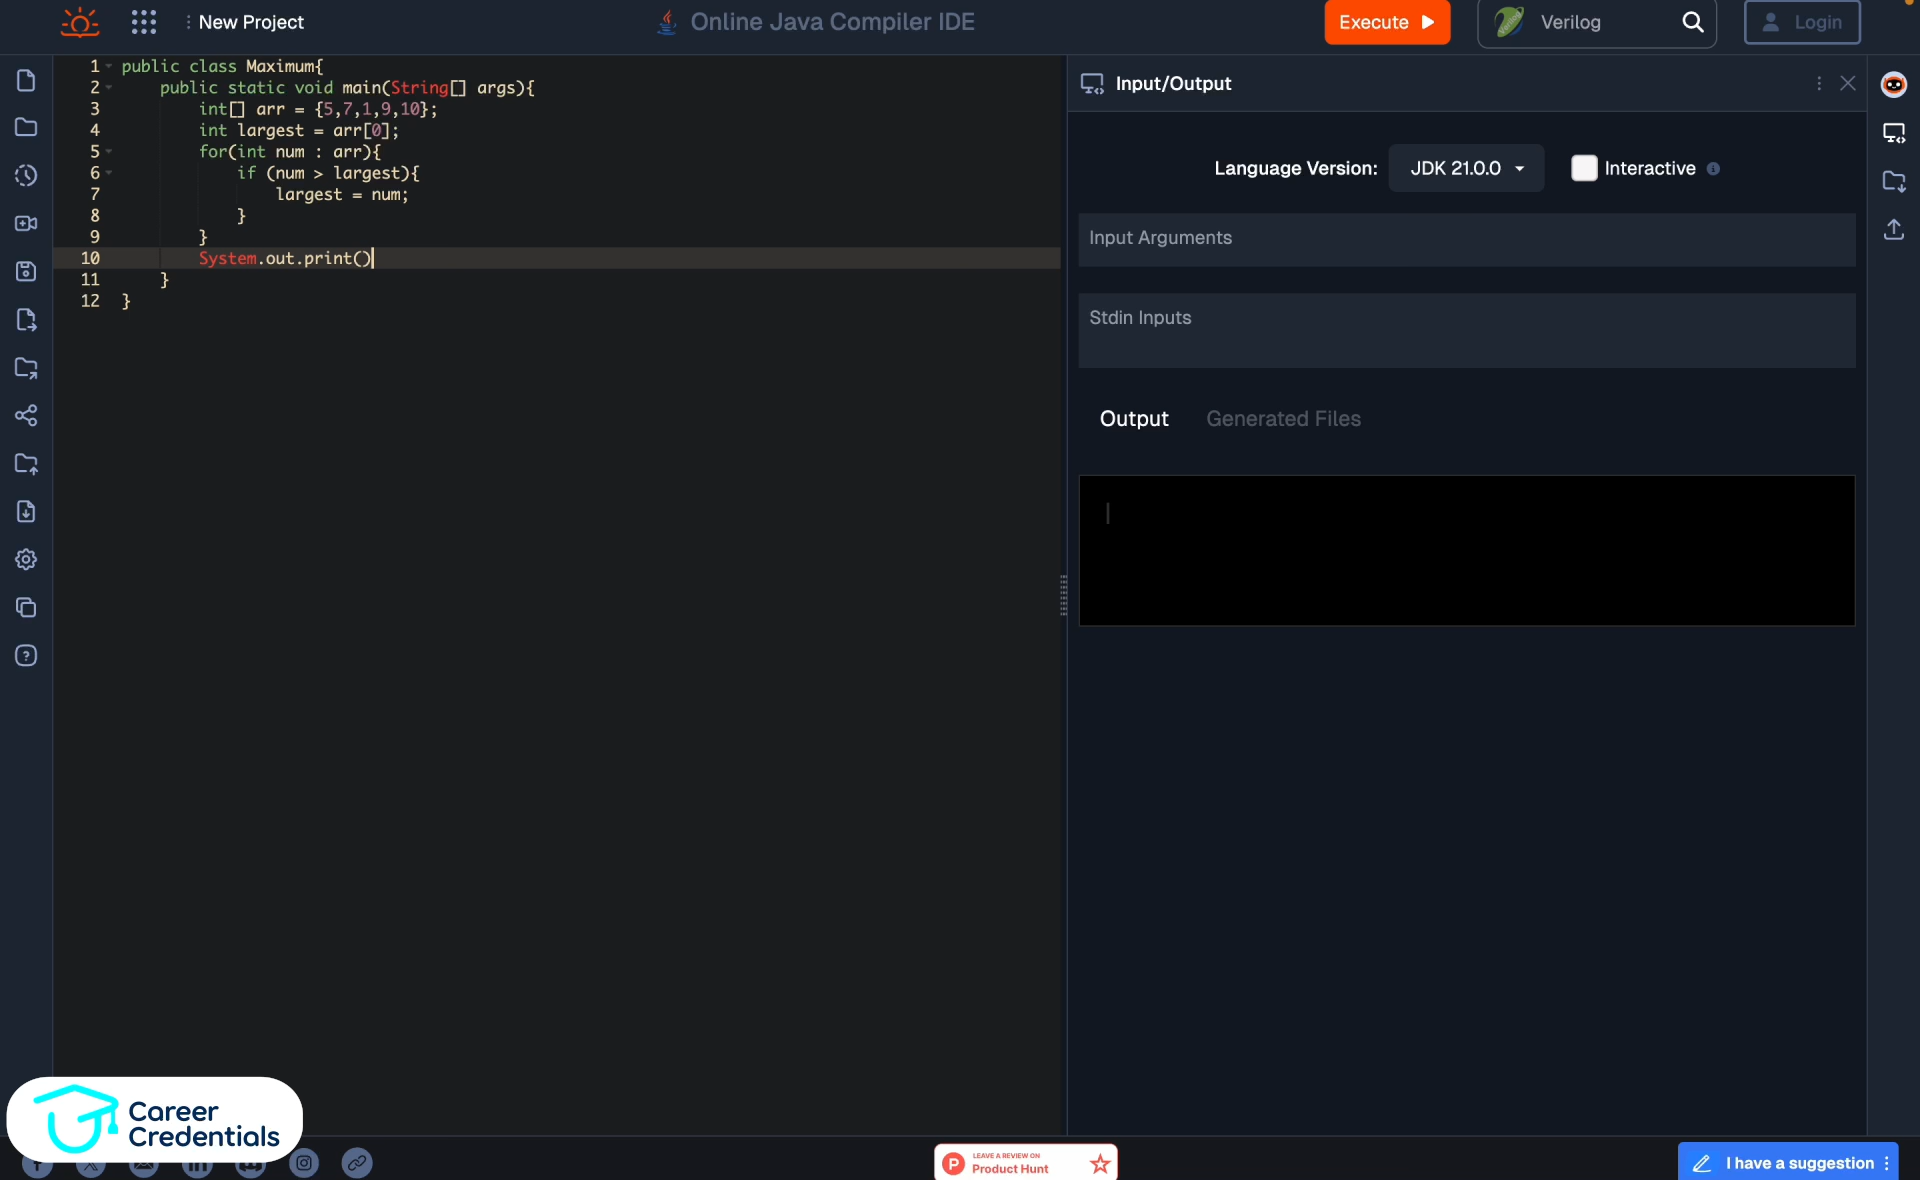 New Project
Online Java Compiler IDE
Execute
Verilog
Login
1 public class Maximum{
2     public static void main(String[] args){
3         int[] arr = {5,7,1,9,10};
4         int largest = arr[0];
5         for(int num : arr){
6             if (num > largest){
7                 largest = num;
8             }
9         }
10         System.out.print()
11     }
12 }
Input/Output
Language Version:
JDK 21.0.0
Interactive
Input Arguments
Stdin Inputs
Output
Generated Files
Career
Credentials
LEAVE A REVIEW ON
Product Hunt
I have a suggestion